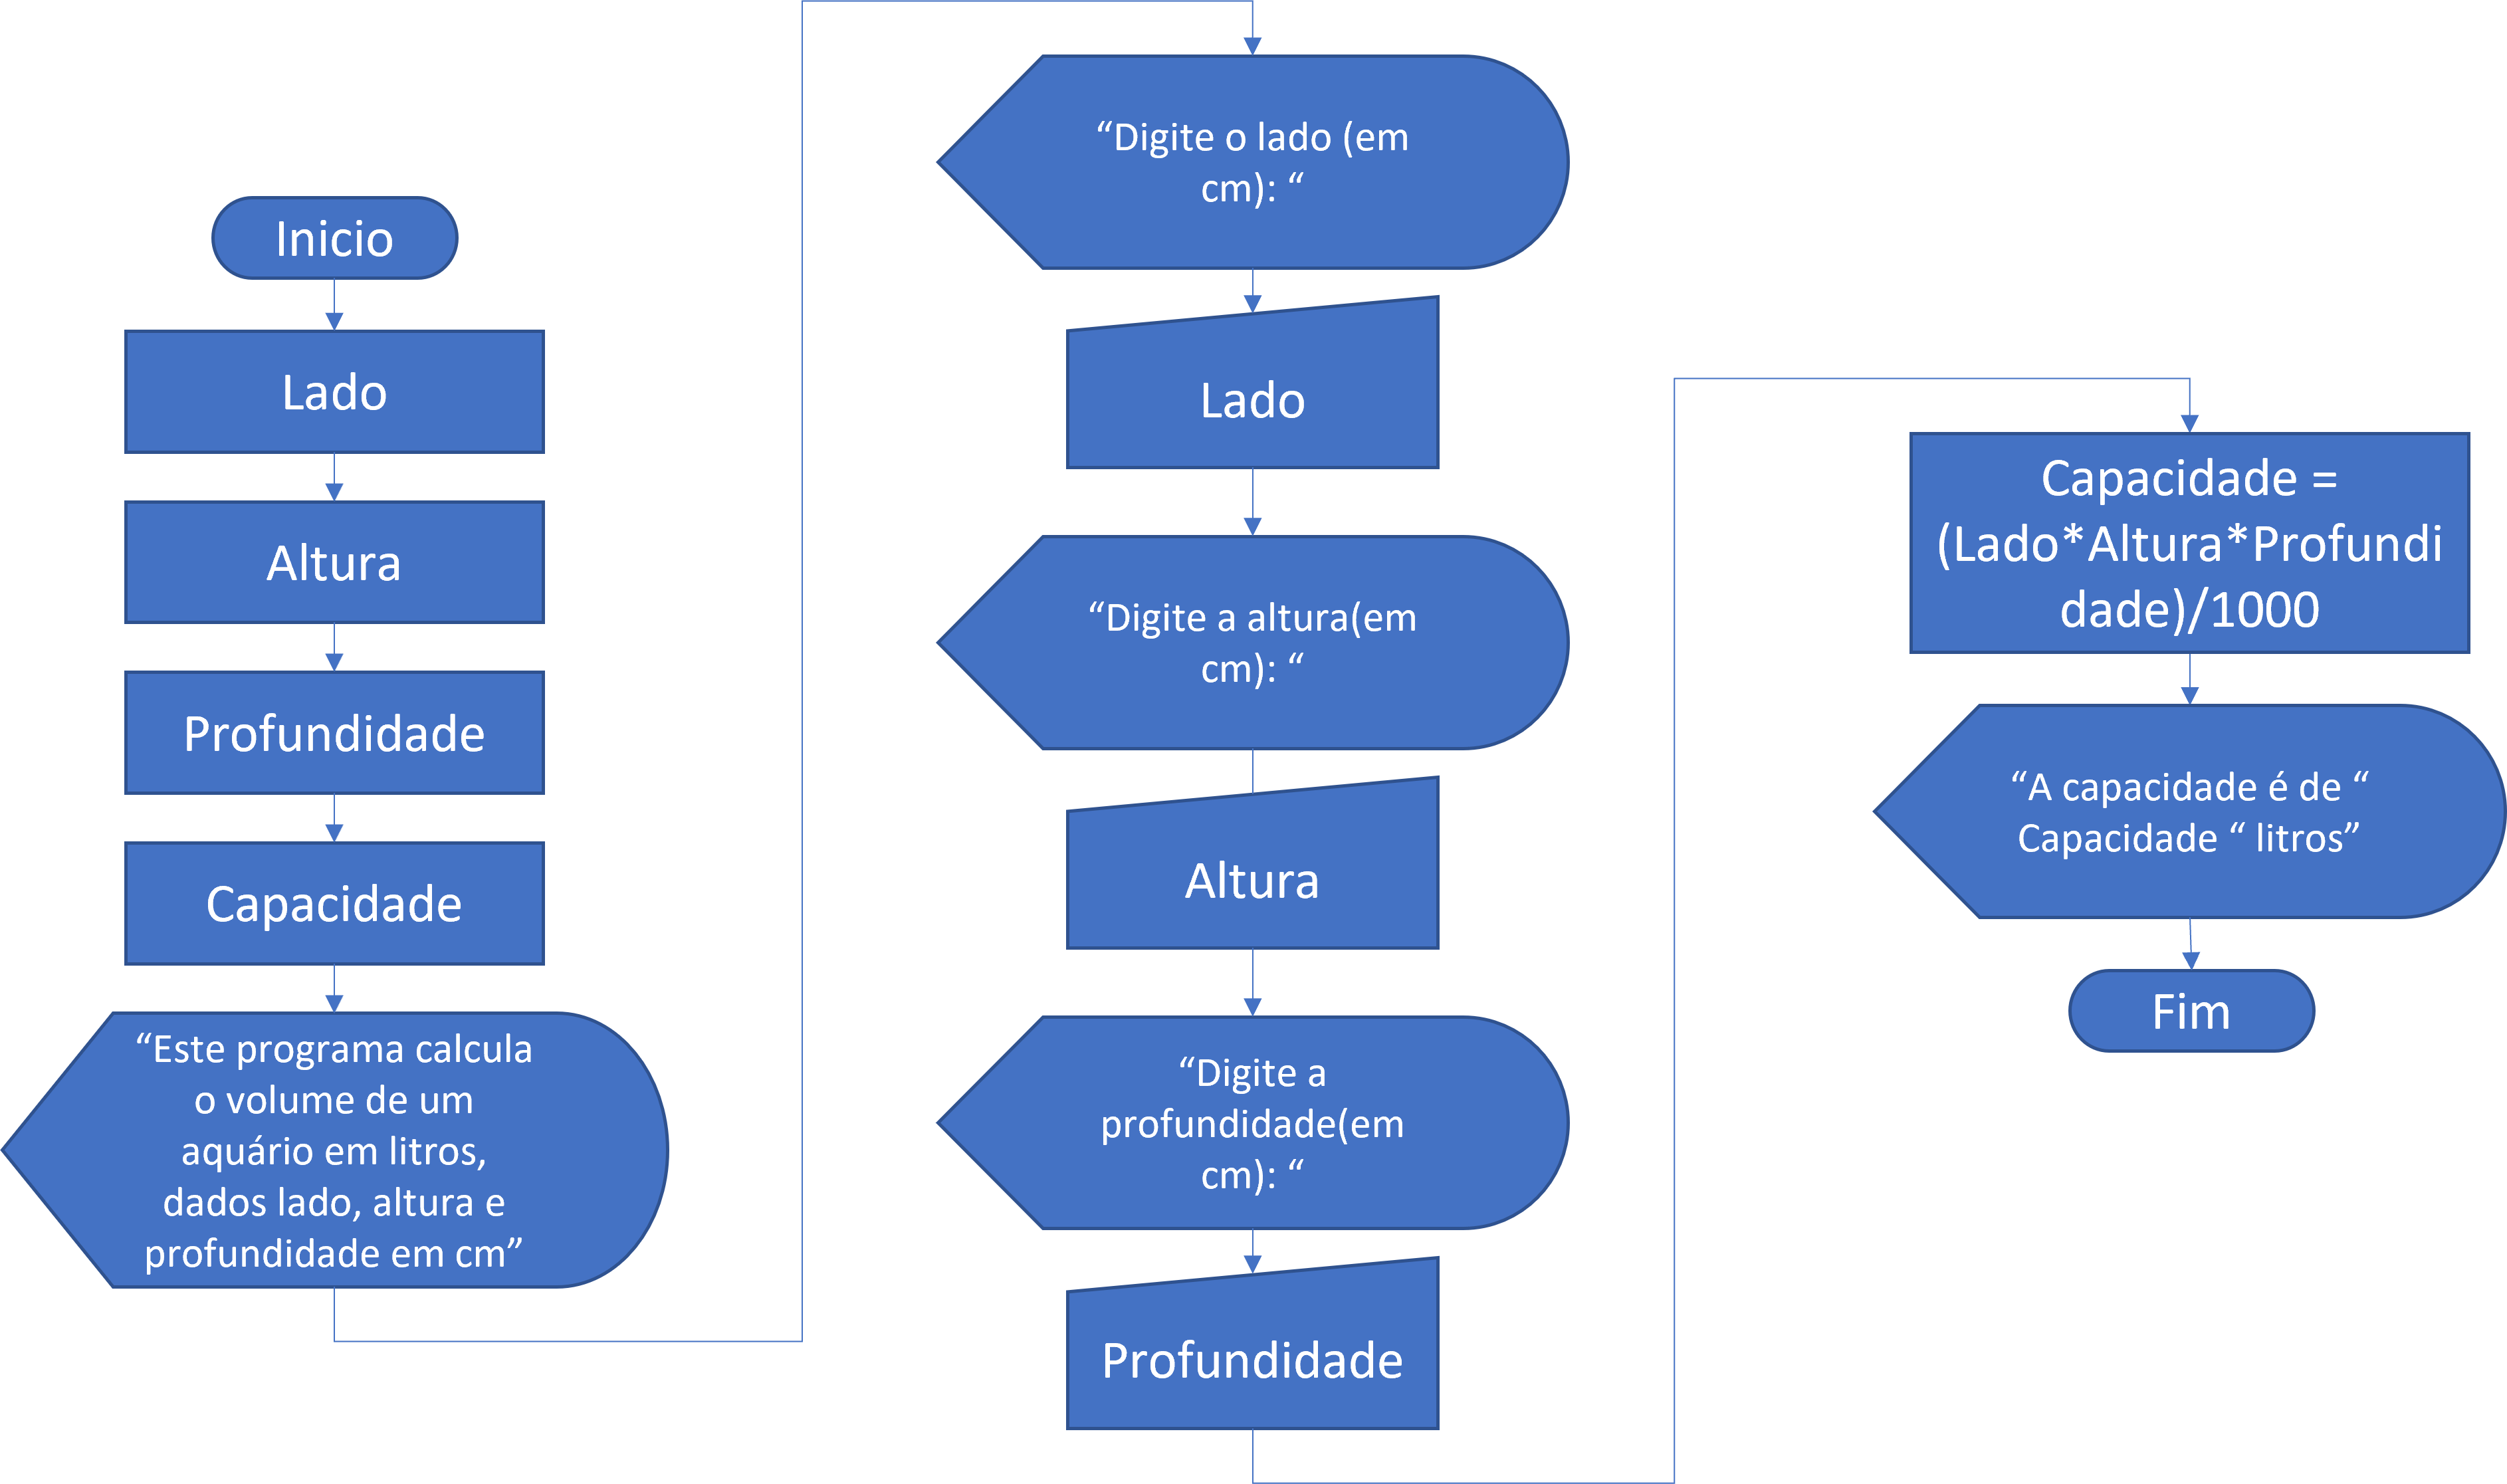 Inicio
Lado
Altura
Profundidade
Capacidade
“Este programa calcula
o volume de um
aquário em litros,
dados lado, altura e
profundidade em cm”
“Digite o lado (em
cm): “
Lado
“Digite a altura(em
cm): “
Altura
“Digite a
profundidade(em
cm): “
Profundidade
Capacidade =
(Lado*Altura*Profundi
dade)/1000
“A capacidade é de “
Capacidade “ litros”
Fim